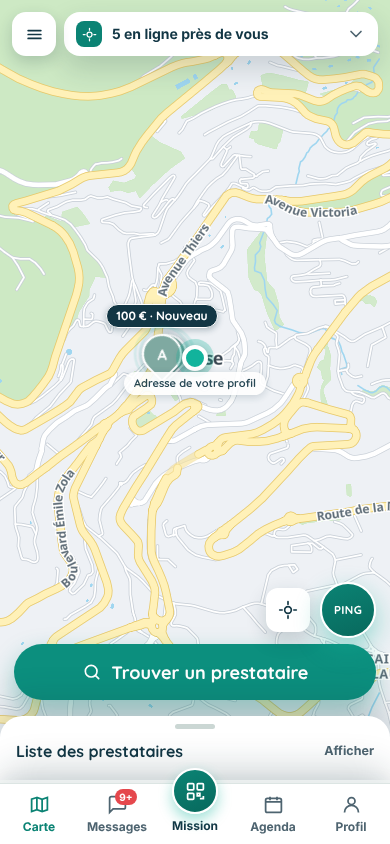 5 en ligne près de vous
Avenue Victoria
Avenue Thiers
100 € · Nouveau
A
se
Adresse de votre profil
Boulevard Émile Zola
Route de la
PING
Trouver un prestataire
Liste des prestataires
Afficher
9+
Carte
Messages
Mission
Agenda
Profil